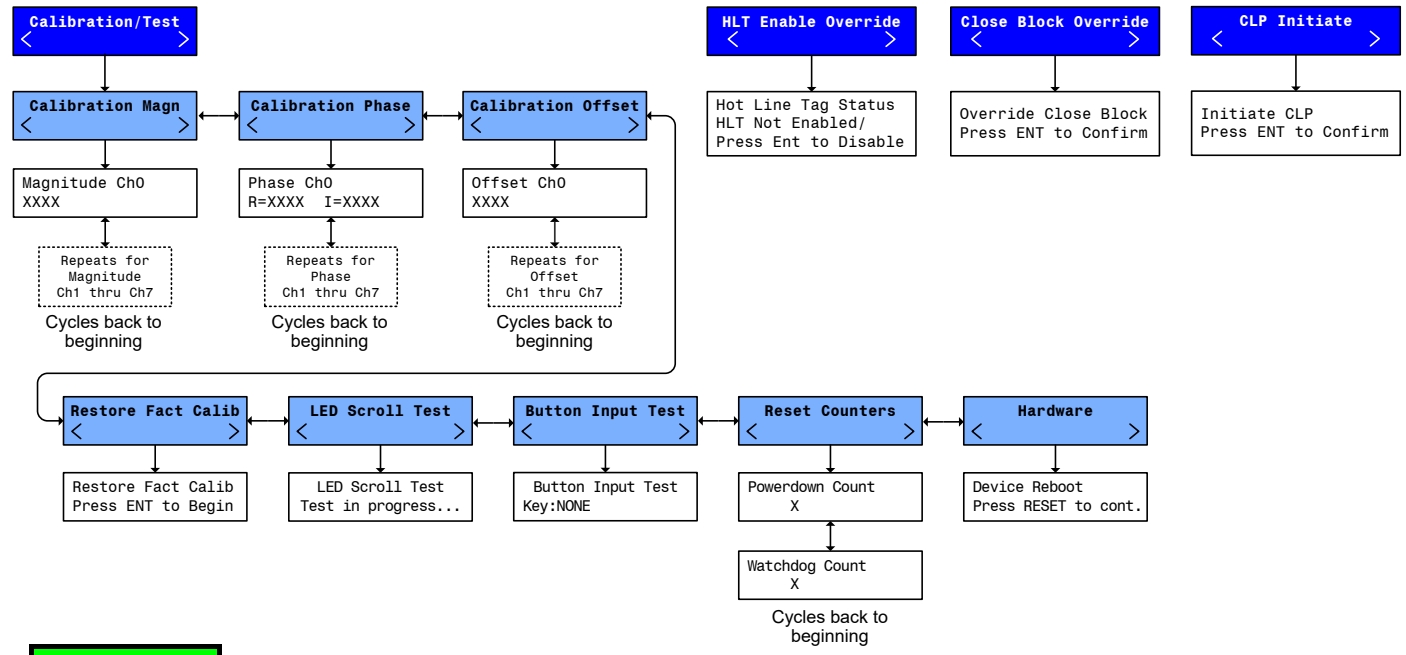 Calibration/Test
< >
HLT Enable Override
< >
Close Block Override
< >
CLP Initiate
< >
Calibration Magn
< >
Calibration Phase
< >
Calibration Offset
< >
Hot Line Tag Status
HLT Not Enabled/
Press Ent to Disable
Override Close Block
Press ENT to Confirm
Initiate CLP
Press ENT to Confirm
Magnitude Ch0
XXXX
Phase Ch0
R=XXXX I=XXXX
Offset Ch0
XXXX
Repeats for
Magnitude
Ch1 thru Ch7
Repeats for
Phase
Ch1 thru Ch7
Repeats for
Offset
Ch1 thru Ch7
Cycles back to
beginning
Cycles back to
beginning
Cycles back to
beginning
Restore Fact Calib
< >
LED Scroll Test
< >
Button Input Test
< >
Reset Counters
< >
Hardware
< >
Restore Fact Calib
Press ENT to Begin
LED Scroll Test
Test in progress...
Button Input Test
Key:NONE
Powerdown Count
X
Device Reboot
Press RESET to cont.
Watchdog Count
X
Cycles back to
beginning